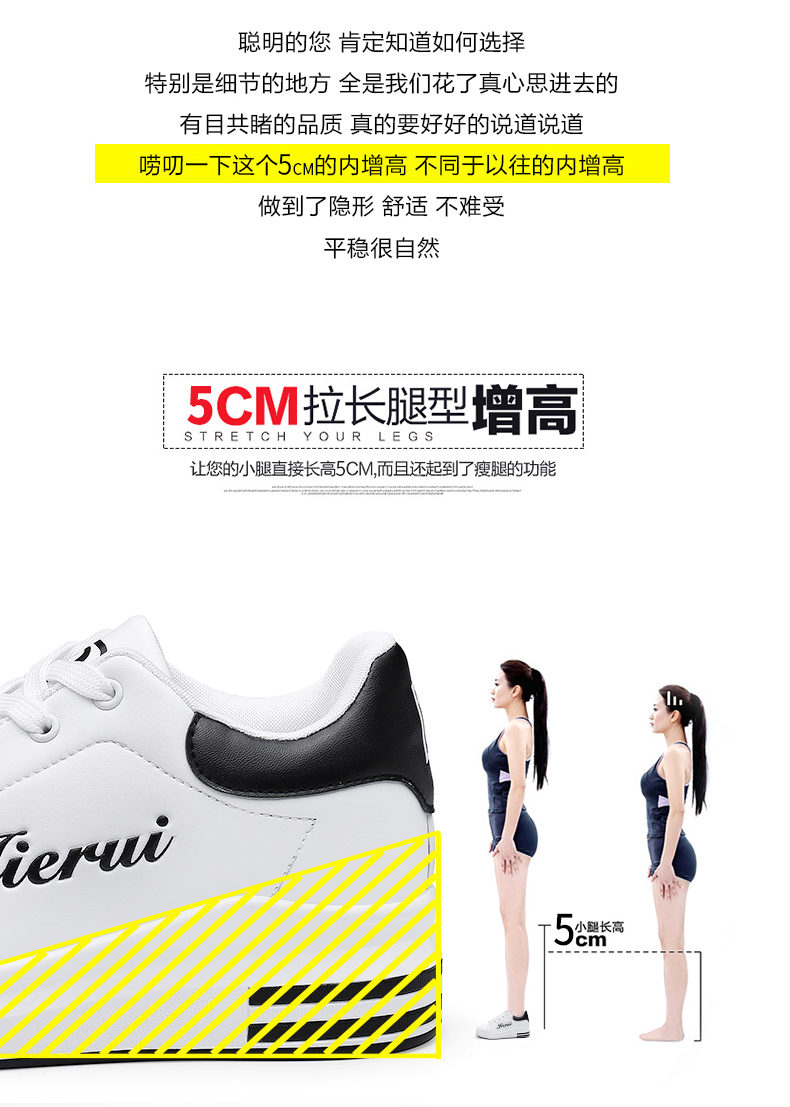 聪明的您 肯定知道如何选择
特别是细节的地方 全是我们花了真心思进去的
有目共睹的品质 真的要好好的说道说道
唠叨一下这个5CM的内增高 不同于以往的内增高
做到了隐形 舒适 不难受
平稳很自然
5CM拉长腿型增高
STRETCH YOUR LEGS
让您的小腿直接长高5CM,而且还起到了瘦腿的功能
Jierui
5cm
小腿长高
Jierui